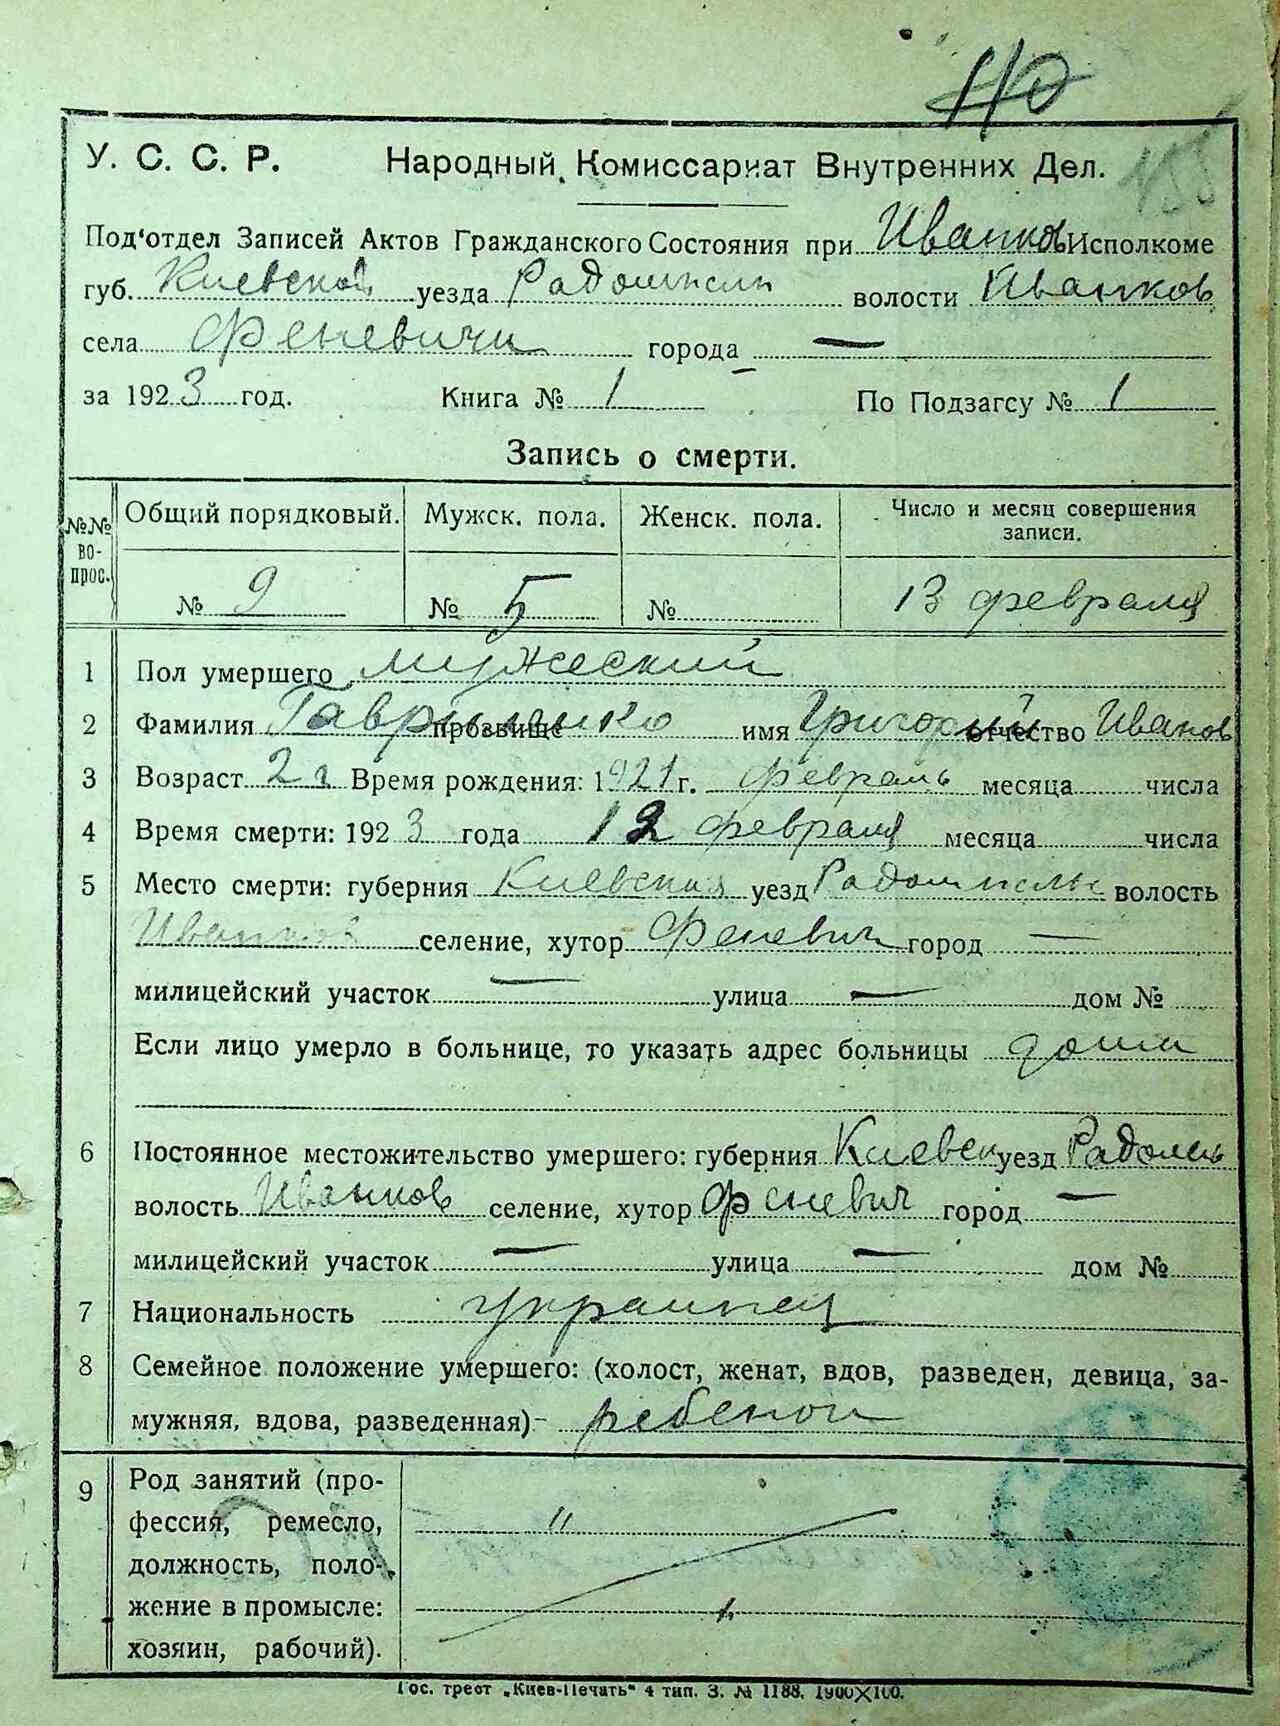 110
155
У. С. С. Р. Народный Комиссариат Внутренних Дел.
Под'отдел Записей Актов Гражданского Состояния при Иванков Исполкоме
губ. Киевской уезда Радомысль волости Иванков
села Феневичи города —
за 1923 год. Книга № 1 По Подзагсу № 1
Запись о смерти.
№№ во-прос. Общий порядковый. Мужск. пола. Женск. пола. Число и месяц совершения записи.
№ 9 № 5 № 13 февраля
1 Пол умершего мужеский
2 Фамилия прозвище Гавриленко имя Григорий отчество Иванов
3 Возраст 2 г. Время рождения: 1921 г. февраль месяца числа
4 Время смерти: 1923 года 12 февраля месяца числа
5 Место смерти: губерния Киевская уезд Радомысль волость
Иванков селение, хутор Феневич город —
милицейский участок — улица — дом №
Если лицо умерло в больнице, то указать адрес больницы дома
6 Постоянное местожительство умершего: губерния Киевск уезд Радомысль
волость Иванков селение, хутор Феневич город —
милицейский участок — улица — дом №
7 Национальность украинец
8 Семейное положение умершего: (холост, женат, вдов, разведен, девица, за-
мужняя, вдова, разведенная)- ребенок
9 Род занятий (про-
фессия, ремесло, "
должность, поло-
жение в промысле:
хозяин, рабочий).
Гос. трест „Киев-Печать" 4 тип. З. № 1188. 1900X100.